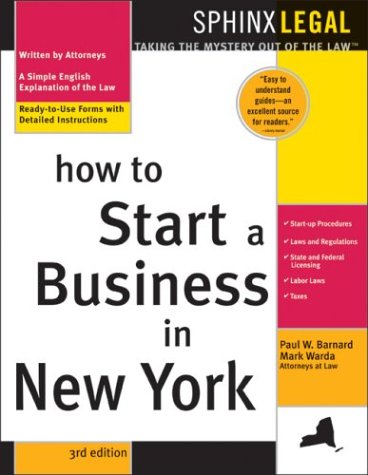 SPHINX LEGAL
TAKING THE MYSTERY OUT OF THE LAW™
Written by Attorneys
A Simple English
Explanation of the Law
Ready-to-Use Forms with
Detailed Instructions
"Easy to
understand
guides—an
excellent source
for readers."
how to
Start a
Business
in
New York
✓ Start-up Procedures
✓ Laws and Regulations
✓ State and Federal
Licensing
✓ Labor Laws
✓ Taxes
Paul W. Barnard
Mark Warda
Attorneys at Law
3rd edition